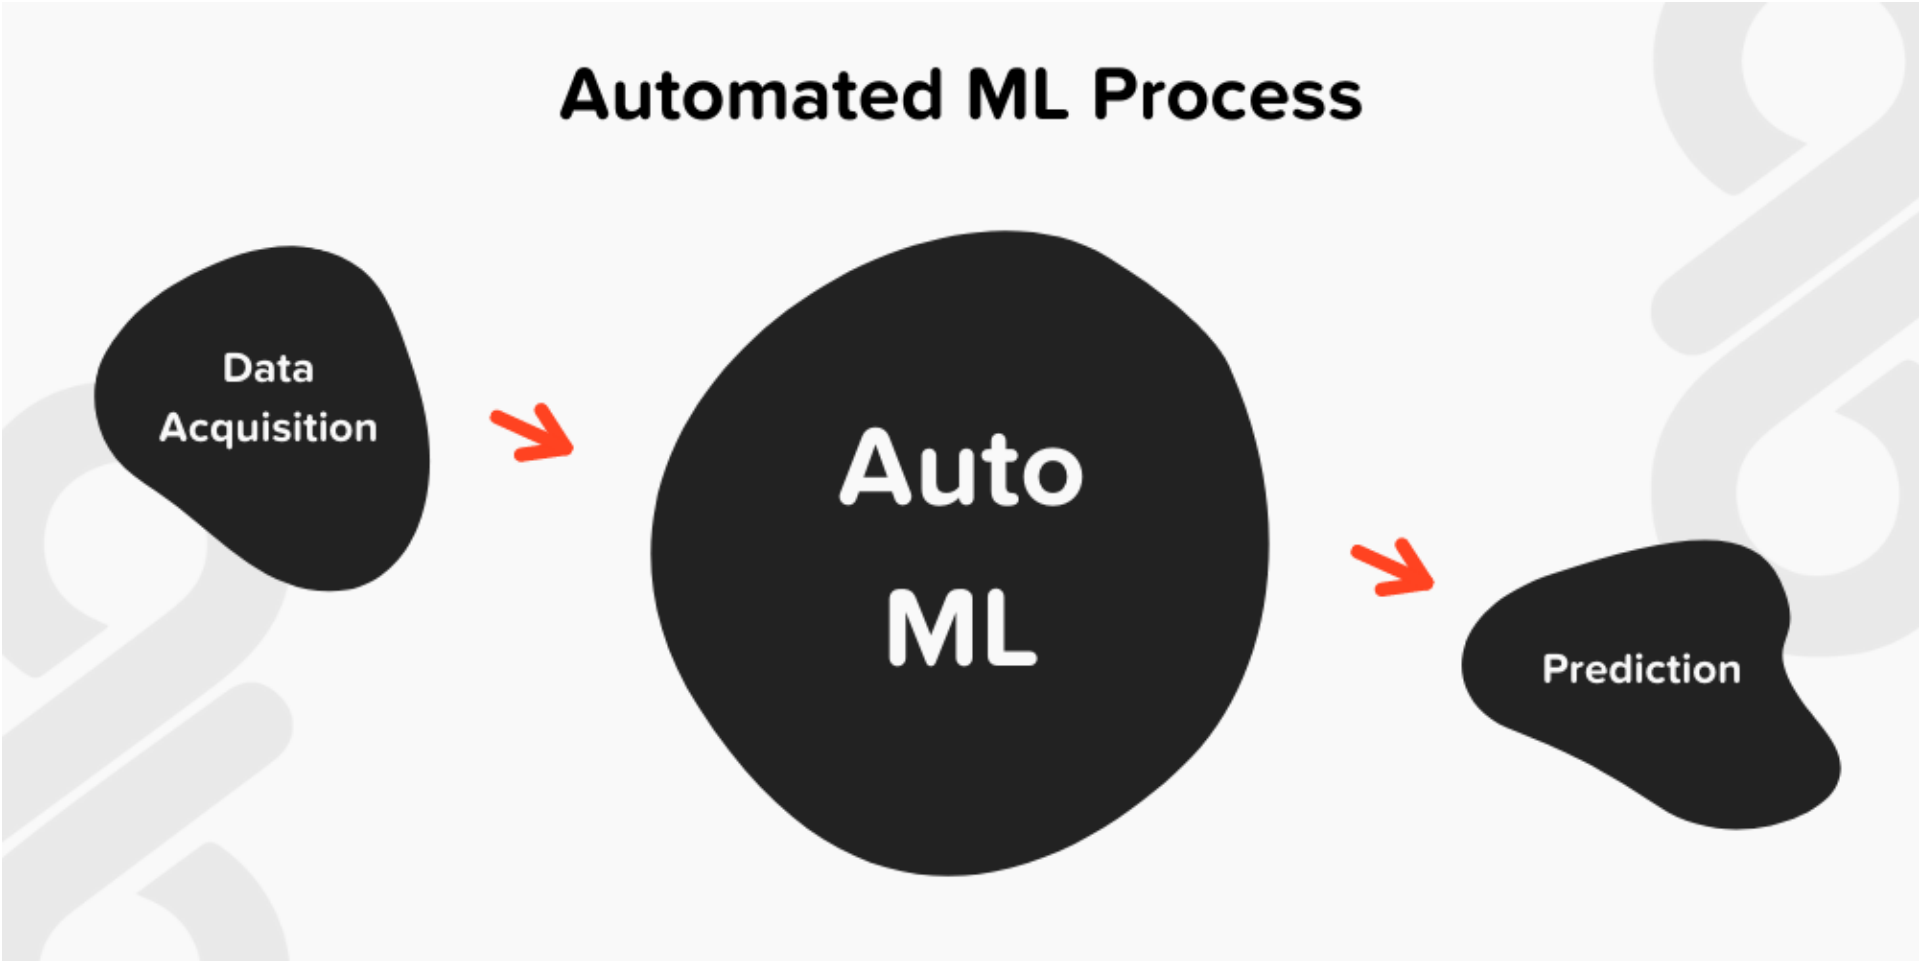 Automated ML Process
Data
Acquisition
Auto
ML
Prediction